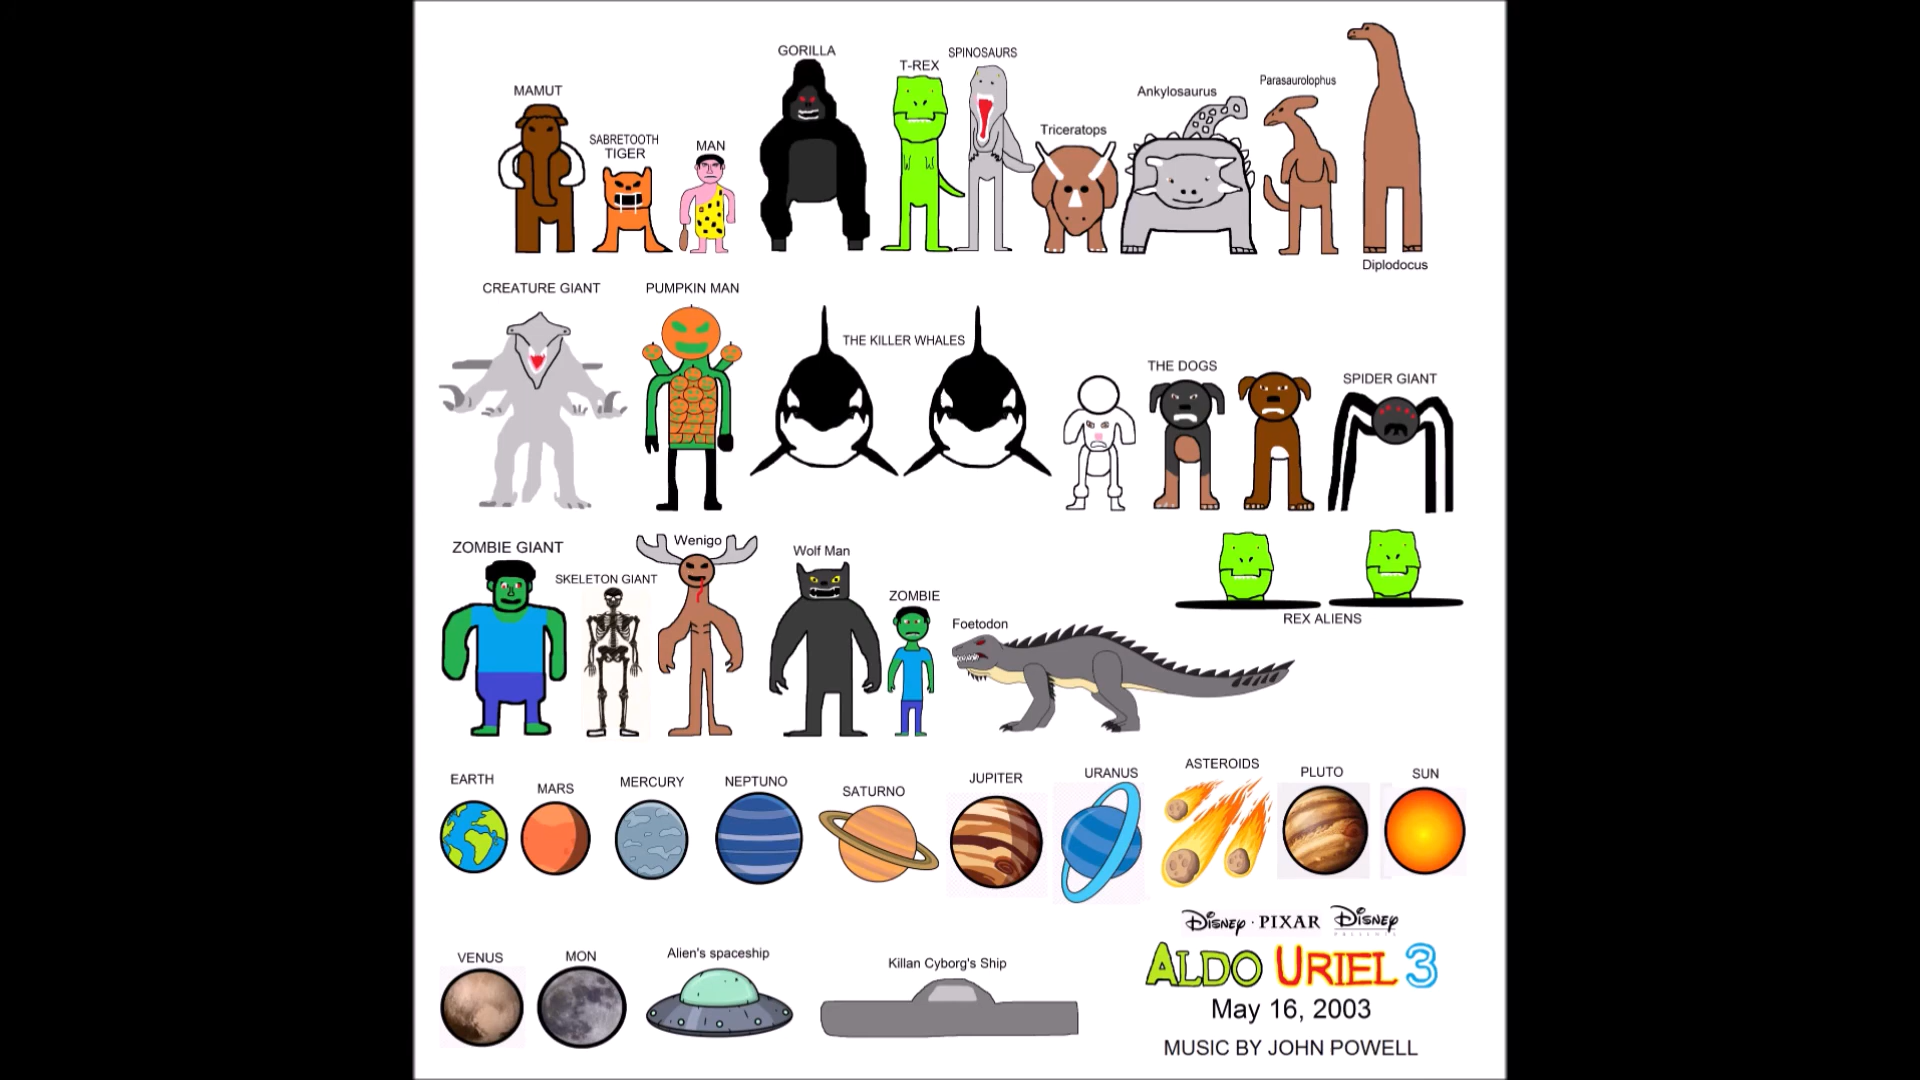 MAMUT
SABRETOOTH
TIGER
MAN
GORILLA
T-REX
SPINOSAURS
Triceratops
Ankylosaurus
Parasaurolophus
Diplodocus
CREATURE GIANT
PUMPKIN MAN
THE KILLER WHALES
THE DOGS
SPIDER GIANT
ZOMBIE GIANT
SKELETON GIANT
Wenigo
Wolf Man
ZOMBIE
Foetodon
REX ALIENS
EARTH
MARS
MERCURY
NEPTUNO
SATURNO
JUPITER
URANUS
ASTEROIDS
PLUTO
SUN
VENUS
MON
Alien's spaceship
Killan Cyborg's Ship
DISNEY · PIXAR DISNEY
PRESENTS
ALDO URIEL 3
May 16, 2003
MUSIC BY JOHN POWELL